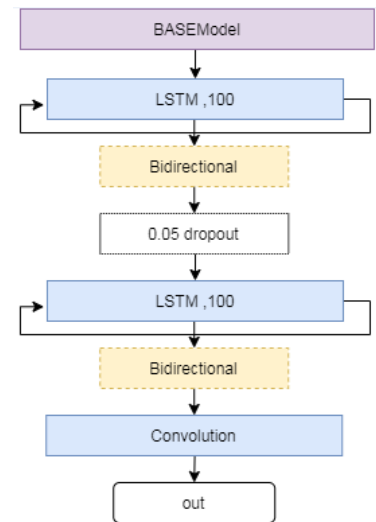 BASEModel
LSTM ,100
Bidirectional
0.05 dropout
LSTM ,100
Bidirectional
Convolution
out